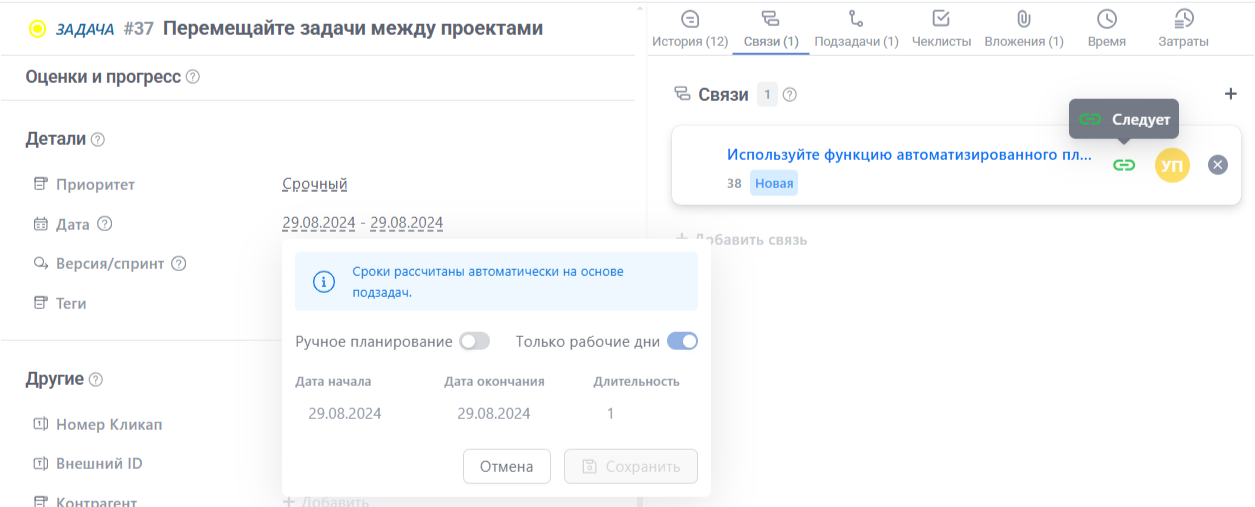 ЗАДАЧА #37 Перемещайте задачи между проектами
Оценки и прогресс
Детали
Приоритет
Срочный
Дата
29.08.2024 - 29.08.2024
Версия/спринт
Теги
Сроки рассчитаны автоматически на основе
подзадач.
Ручное планирование
Только рабочие дни
Дата начала
Дата окончания
Длительность
29.08.2024
29.08.2024
1
Отмена
Сохранить
Другие
Номер Кликап
Внешний ID
Контрагент
+ Добавить
История (12)
Связи (1)
Подзадачи (1)
Чеклисты
Вложения (1)
Время
Затраты
Связи 1
+
Следует
Используйте функцию автоматизированного пл...
УП
38 Новая
+ Добавить связь